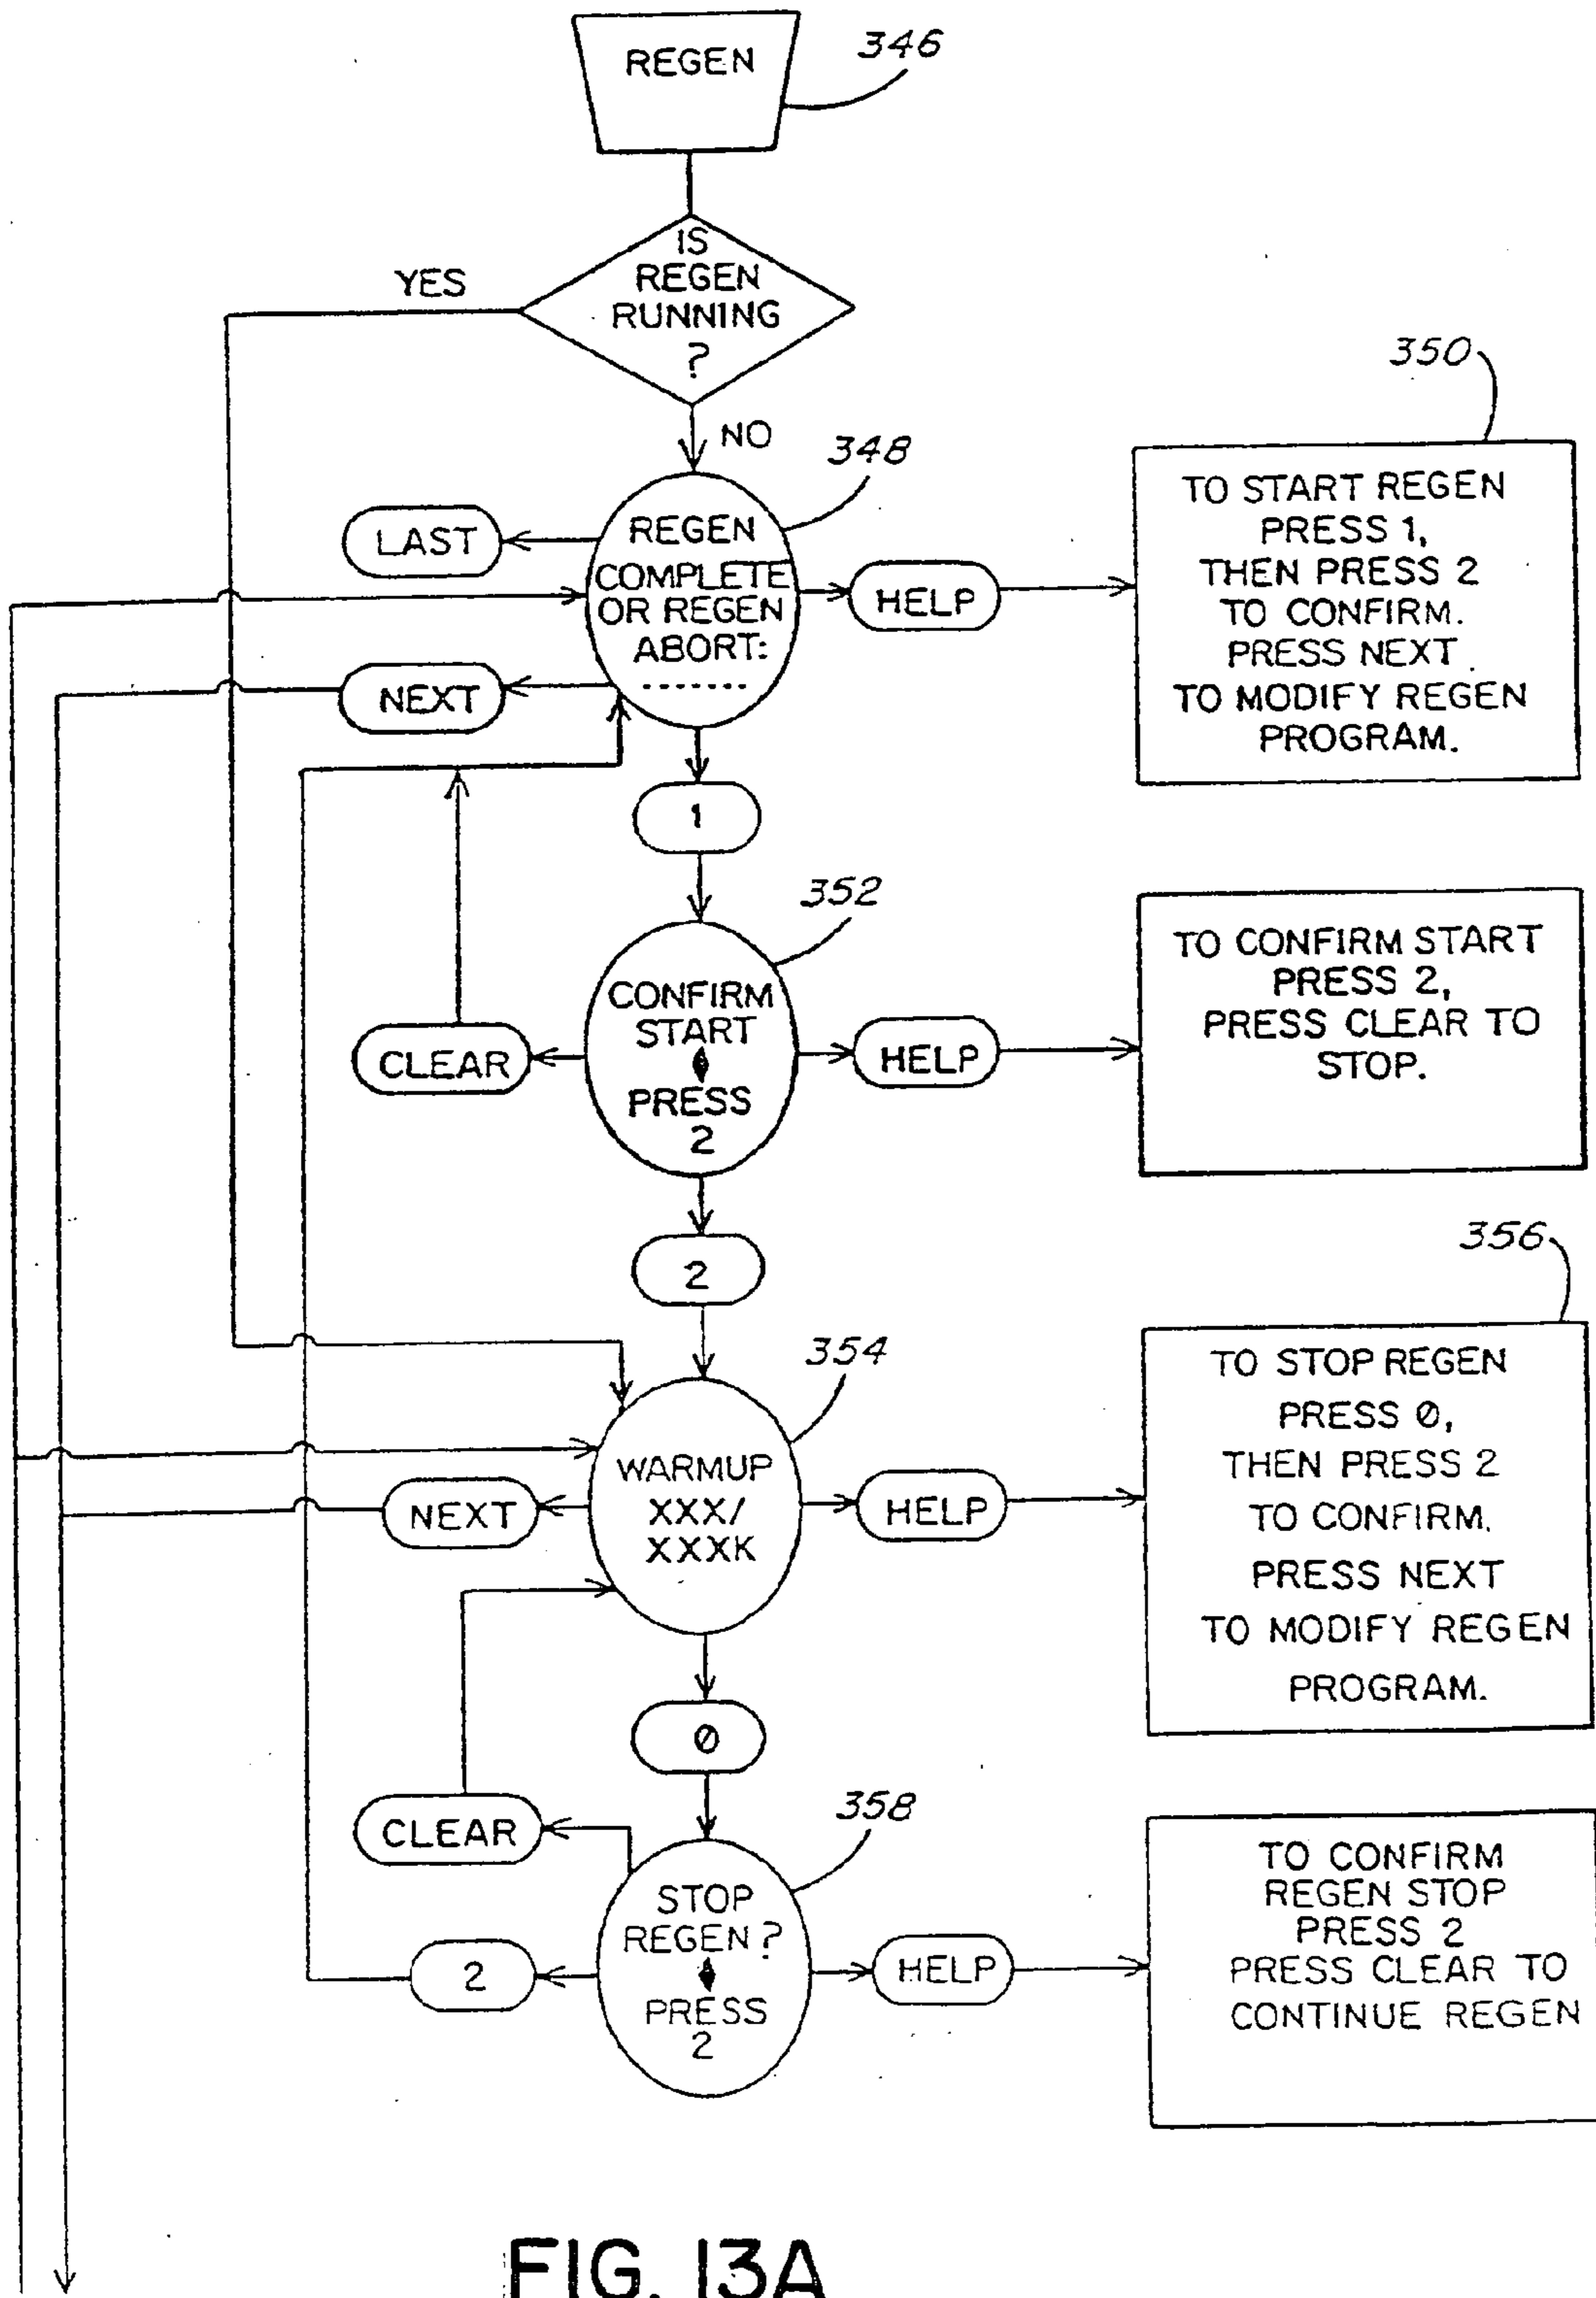 REGEN
346
IS
REGEN
RUNNING
?
YES
NO
348
350
LAST
REGEN
COMPLETE
OR REGEN
ABORT:
.......
HELP
TO START REGEN
PRESS 1,
THEN PRESS 2
TO CONFIRM.
PRESS NEXT
TO MODIFY REGEN
PROGRAM.
NEXT
1
352
CONFIRM
START
PRESS
2
CLEAR
HELP
TO CONFIRM START
PRESS 2,
PRESS CLEAR TO
STOP.
2
354
356
WARMUP
XXX/
XXXK
NEXT
HELP
TO STOP REGEN
PRESS 0,
THEN PRESS 2
TO CONFIRM.
PRESS NEXT
TO MODIFY REGEN
PROGRAM.
0
CLEAR
358
STOP
REGEN?
PRESS
2
2
HELP
TO CONFIRM
REGEN STOP
PRESS 2
PRESS CLEAR TO
CONTINUE REGEN
FIG. 13A